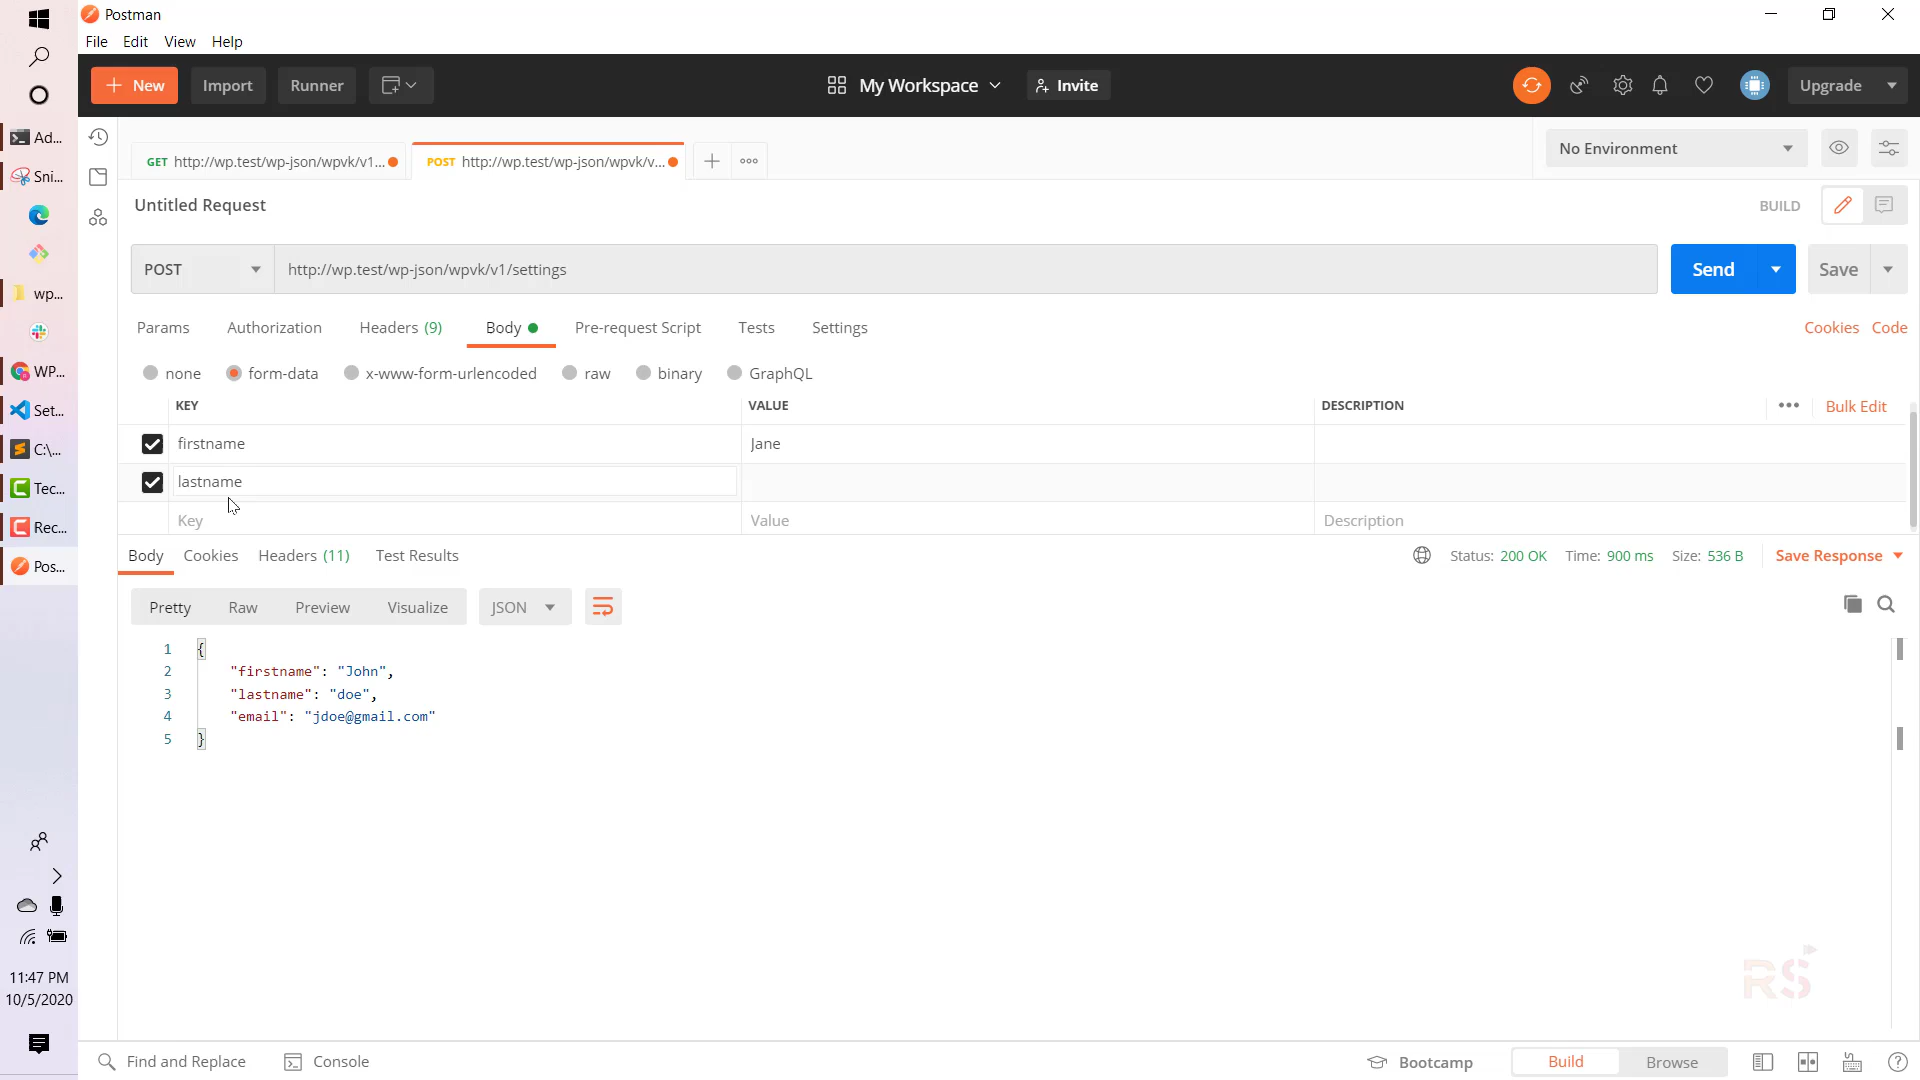 Postman
File Edit View Help
New Import Runner My Workspace Invite Upgrade
GET http://wp.test/wp-json/wpvk/v1... POST http://wp.test/wp-json/wpvk/v... No Environment
Untitled Request BUILD
POST http://wp.test/wp-json/wpvk/v1/settings Send Save
Params Authorization Headers (9) Body Pre-request Script Tests Settings Cookies Code
none form-data x-www-form-urlencoded raw binary GraphQL
KEY VALUE DESCRIPTION Bulk Edit
firstname Jane
lastname
Key Value Description
Body Cookies Headers (11) Test Results Status: 200 OK Time: 900 ms Size: 536 B Save Response
Pretty Raw Preview Visualize JSON
1 {
2 "firstname": "John",
3 "lastname": "doe",
4 "email": "jdoe@gmail.com"
5 }
Find and Replace Console Bootcamp Build Browse
Ad...
Sni...
wp...
WP...
Set...
C:\...
Tec...
Rec...
Pos...
11:47 PM
10/5/2020
RS